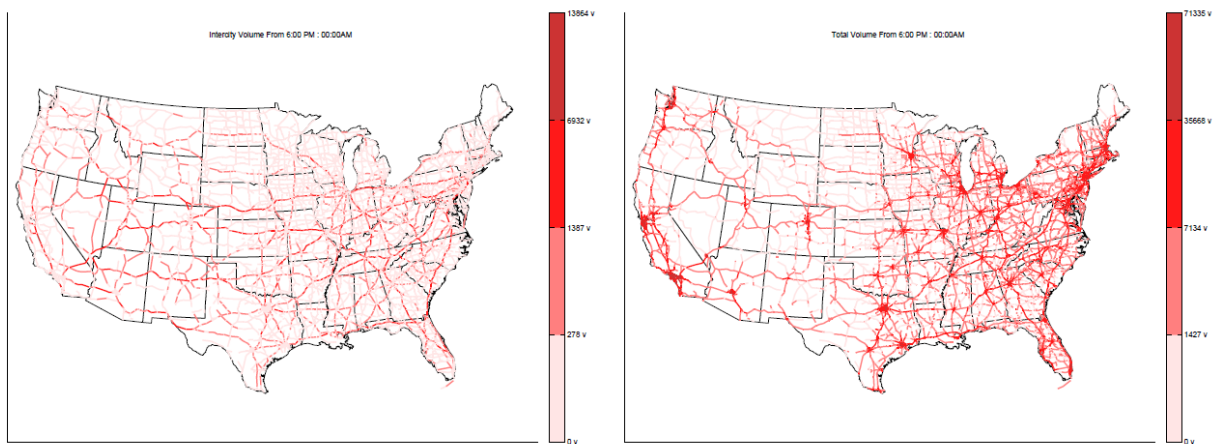 13864 v
Intercity Volume From 6:00 PM : 00:00AM
6932 v
1387 v
278 v
0 v
71335 v
Total Volume From 6:00 PM : 00:00AM
35668 v
7134 v
1427 v
0 v